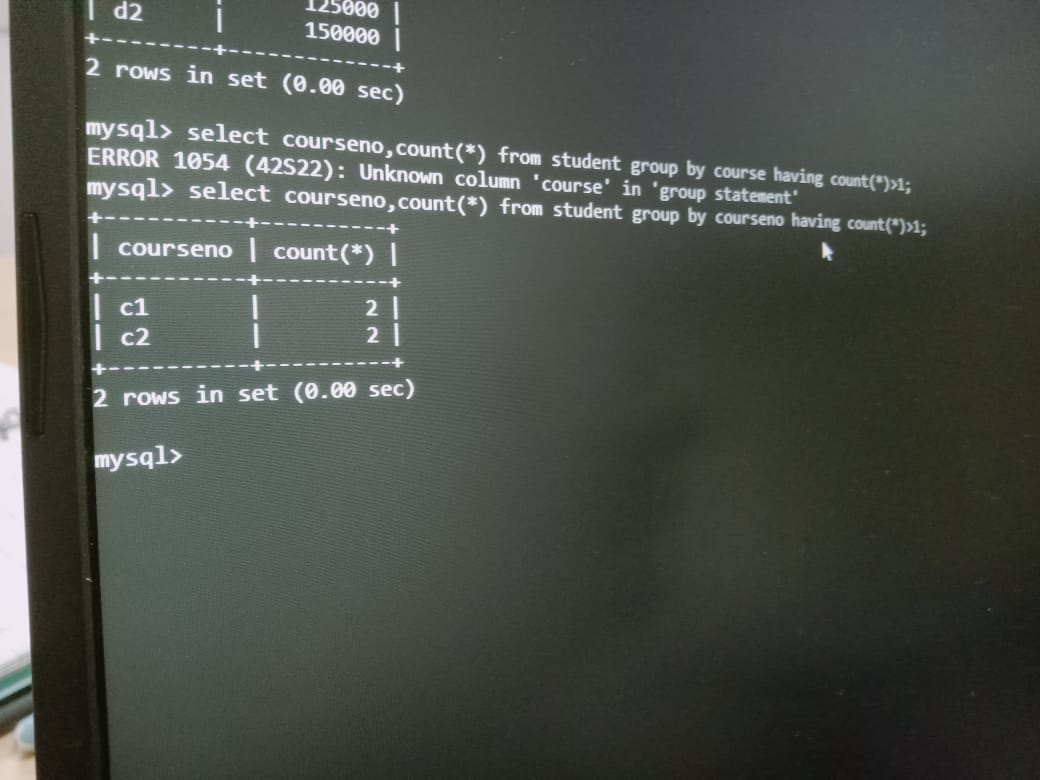 125000 |
| d2 | 150000 |
+---------+-------------+
2 rows in set (0.00 sec)
mysql> select courseno,count(*) from student group by course having count(*)>1;
ERROR 1054 (42S22): Unknown column 'course' in 'group statement'
mysql> select courseno,count(*) from student group by courseno having count(*)>1;
+----------+----------+
| courseno | count(*) |
+----------+----------+
| c1 | 2 |
| c2 | 2 |
+----------+----------+
2 rows in set (0.00 sec)
mysql>